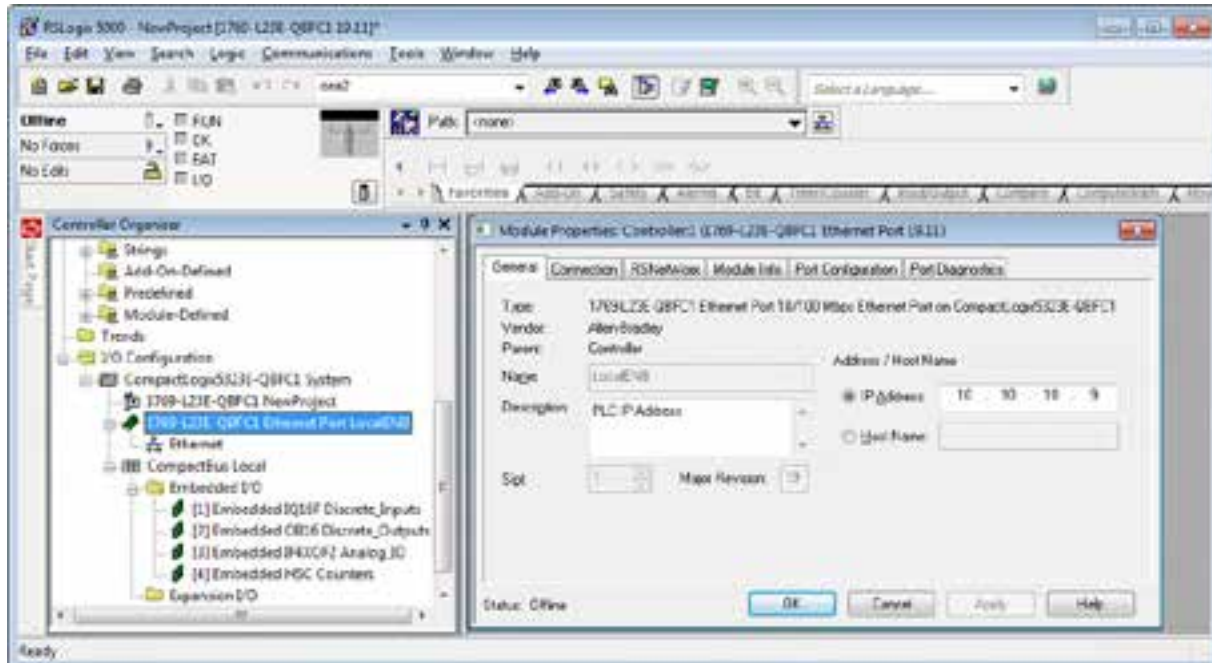 RSLogix 5000 - NewProject [1769-L23E-QBFC1 19.11]*
File Edit View Search Logic Communications Tools Window Help
Select a Language...
Offline
RUN
Path: <none>
No Forces
OK
No Edits
BAT
I/O
Favorites Add-On Safety Alarms Bit Timer/Counter Input/Output Compare
Start Page
Controller Organizer
Strings
Add-On-Defined
Predefined
Module-Defined
Trends
I/O Configuration
CompactLogix5323E-QBFC1 System
1769-L23E-QBFC1 NewProject
1769-L23E-QBFC1 Ethernet Port LocalENB
Ethernet
CompactBus Local
Embedded I/O
[1] Embedded IQ16F Discrete_Inputs
[2] Embedded OB16 Discrete_Outputs
[3] Embedded IF4XOF2 Analog_IO
[4] Embedded HSC Counters
Expansion I/O
Module Properties: Controller:1 (1769-L23E-QBFC1 Ethernet Port 19.11)
General Connection RSNetWorx Module Info Port Configuration Port Diagnostics
Type: 1769-L23E-QBFC1 Ethernet Port 10/100 Mbps Ethernet Port on CompactLogix5323E-QBFC1
Vendor: Allen-Bradley
Parent: Controller
Name: LocalENB
Description: PLC IP Address
Slot: 1 Major Revision: 19
Address / Host Name
IP Address: 10 . 10 . 10 . 9
Host Name:
Status: Offline
OK Cancel Apply Help
Ready